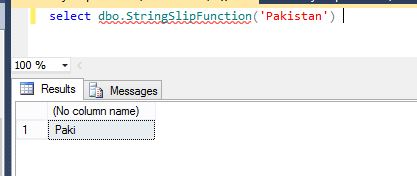 select dbo.StringSlipFunction('Pakistan')
100 %
Results Messages
(No column name)
1 Paki